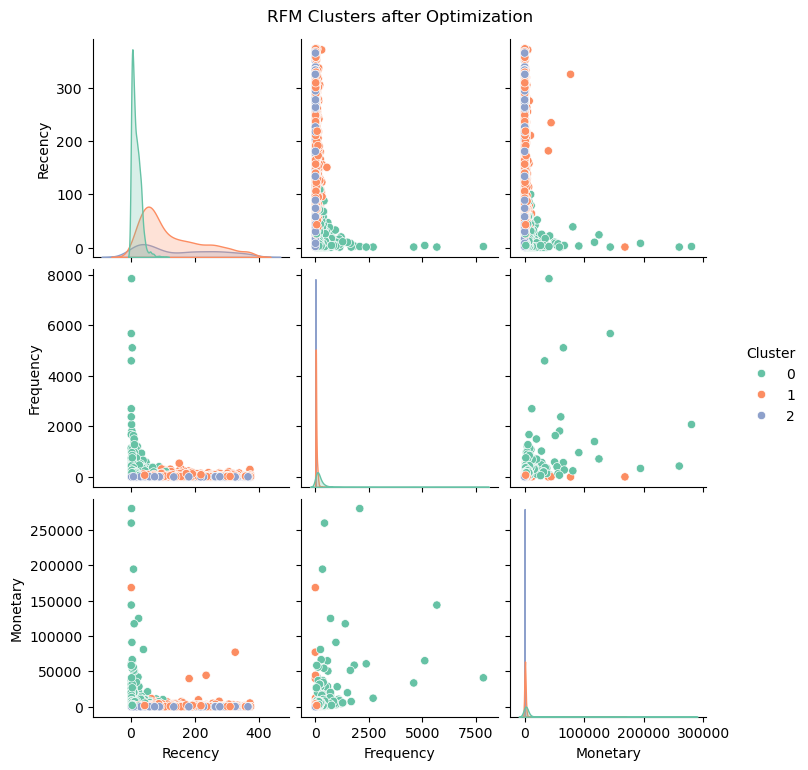 RFM Clusters after Optimization
Recency
300
200
100
0
Frequency
8000
6000
4000
2000
0
Cluster
0
1
2
Monetary
250000
200000
150000
100000
50000
0
0 200 400
0 2500 5000 7500
0 100000 200000 300000
Recency Frequency Monetary